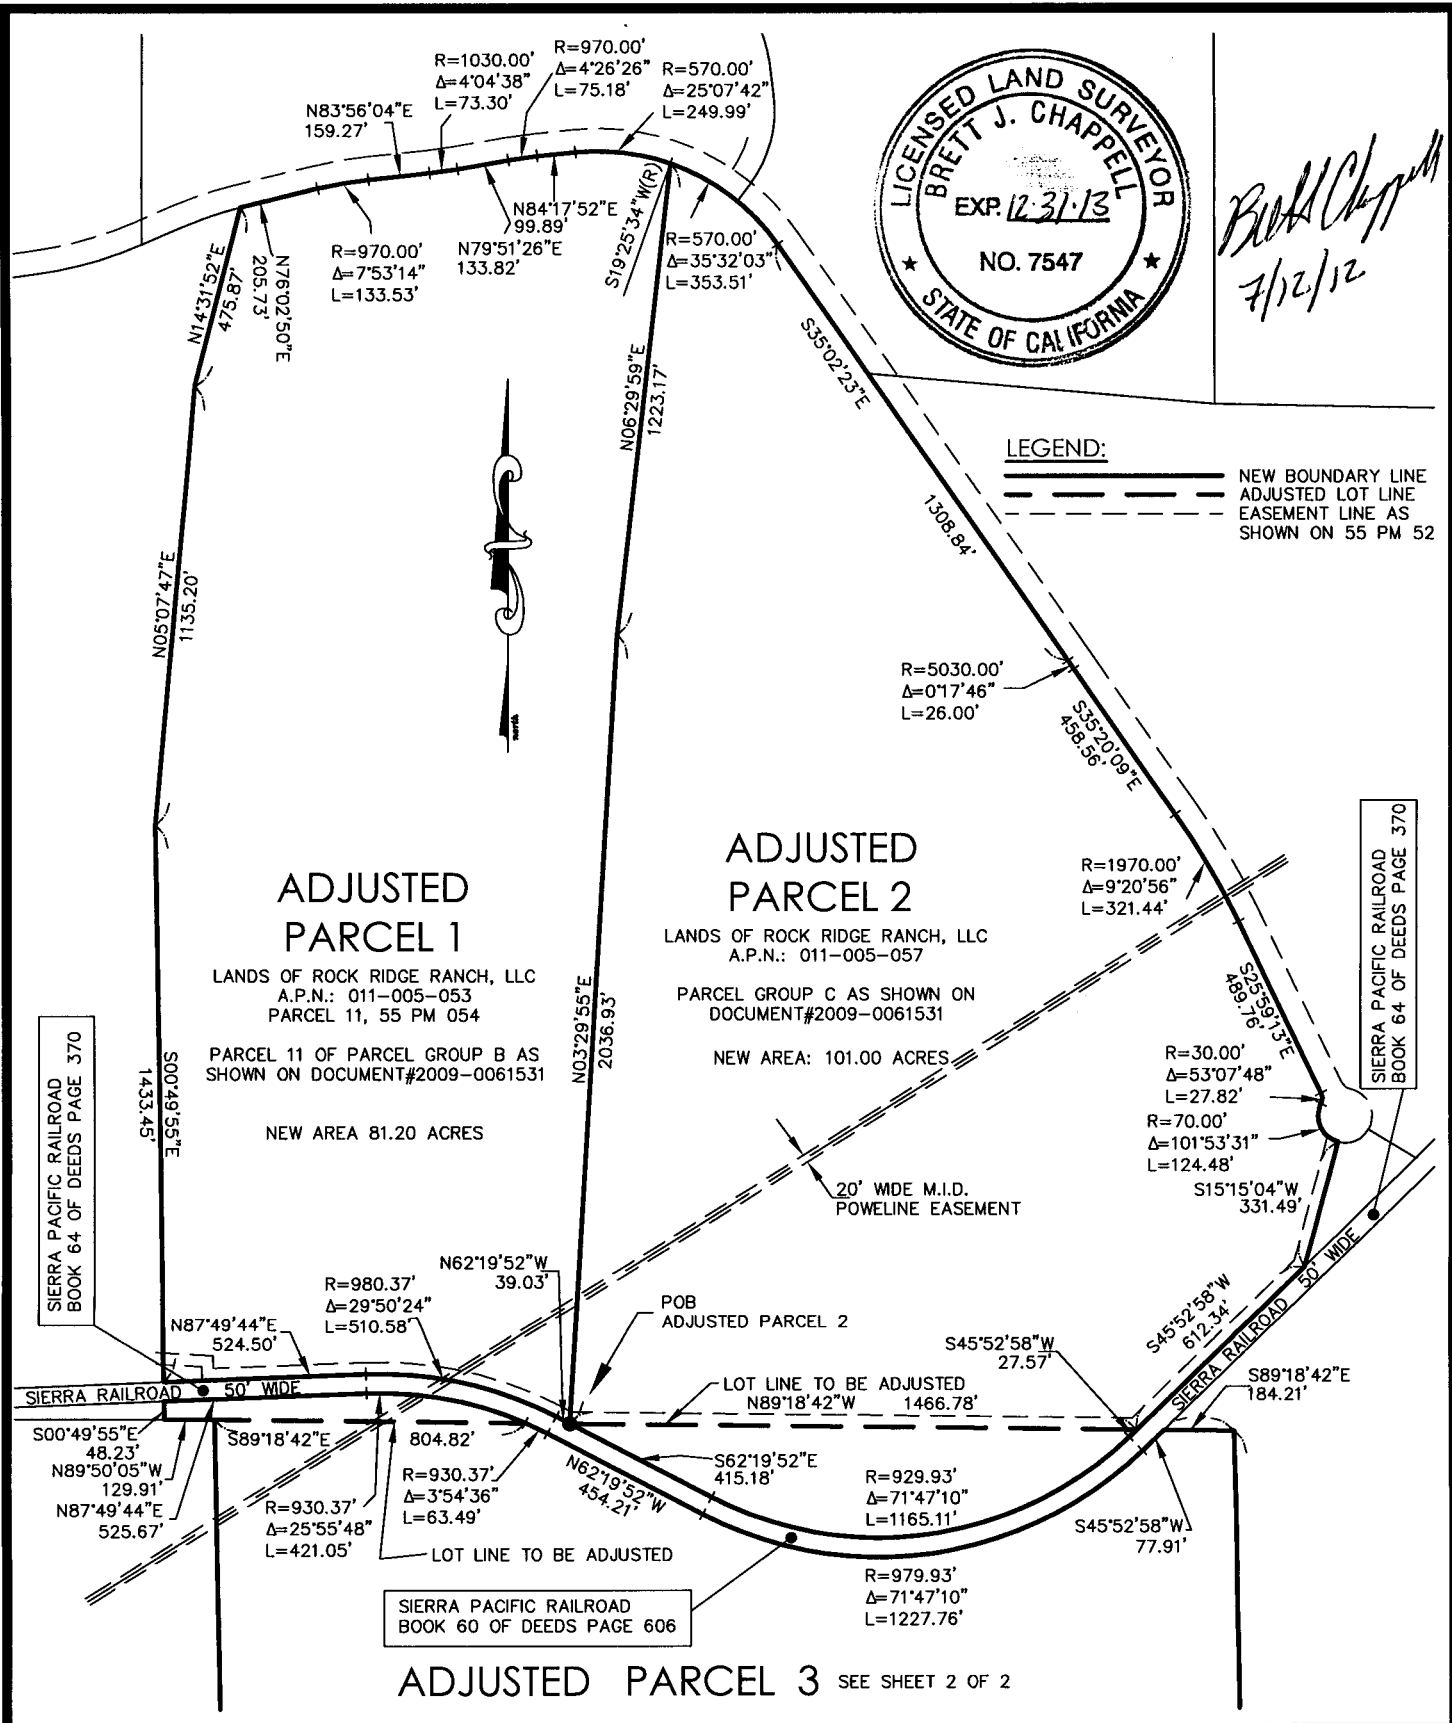 R=1030.00'
Δ=4°04'38"
L=73.30'
R=970.00'
Δ=4°26'26"
L=75.18'
R=570.00'
Δ=25°07'42"
L=249.99'
N83°56'04"E
159.27'
N84°17'52"E
99.89'
N79°51'26"E
133.82'
R=970.00'
Δ=7°53'14"
L=133.53'
S19°25'34"W(R)
R=570.00'
Δ=35°32'03"
L=353.51'
N14°31'52"E
475.87'
N76°02'50"E
205.73'
LICENSED LAND SURVEYOR
BRETT J. CHAPPELL
EXP. 12·31·13
NO. 7547
STATE OF CALIFORNIA
Brett Chappell
7/12/12
N06°29'59"E
1223.17'
S35°02'23"E
1308.84'
LEGEND:
NEW BOUNDARY LINE
ADJUSTED LOT LINE
EASEMENT LINE AS
SHOWN ON 55 PM 52
N05°07'47"E
1135.20'
north
R=5030.00'
Δ=0°17'46"
L=26.00'
S35°20'09"E
458.56'
ADJUSTED
PARCEL 1
LANDS OF ROCK RIDGE RANCH, LLC
A.P.N.: 011-005-053
PARCEL 11, 55 PM 054
PARCEL 11 OF PARCEL GROUP B AS
SHOWN ON DOCUMENT#2009-0061531
NEW AREA 81.20 ACRES
ADJUSTED
PARCEL 2
LANDS OF ROCK RIDGE RANCH, LLC
A.P.N.: 011-005-057
PARCEL GROUP C AS SHOWN ON
DOCUMENT#2009-0061531
NEW AREA: 101.00 ACRES
R=1970.00'
Δ=9°20'56"
L=321.44'
SIERRA PACIFIC RAILROAD
BOOK 64 OF DEEDS PAGE 370
S25°59'13"E
489.76'
N03°29'55"E
2036.93'
SIERRA PACIFIC RAILROAD
BOOK 64 OF DEEDS PAGE 370
S00°49'55"E
1433.45'
R=30.00'
Δ=53°07'48"
L=27.82'
R=70.00'
Δ=101°53'31"
L=124.48'
S15°15'04"W
331.49'
20' WIDE M.I.D.
POWELINE EASEMENT
N62°19'52"W
39.03'
R=980.37'
Δ=29°50'24"
L=510.58'
N87°49'44"E
524.50'
POB
ADJUSTED PARCEL 2
S45°52'58"W
27.57'
S45°52'58"W
612.34'
SIERRA RAILROAD 50' WIDE
S89°18'42"E
184.21'
LOT LINE TO BE ADJUSTED
N89°18'42"W 1466.78'
SIERRA RAILROAD 50' WIDE
S00°49'55"E
48.23'
N89°50'05"W
129.91'
N87°49'44"E
525.67'
S89°18'42"E 804.82'
R=930.37'
Δ=25°55'48"
L=421.05'
R=930.37'
Δ=3°54'36"
L=63.49'
N62°19'52"W
454.21'
S62°19'52"E
415.18'
R=929.93'
Δ=71°47'10"
L=1165.11'
S45°52'58"W
77.91'
LOT LINE TO BE ADJUSTED
R=979.93'
Δ=71°47'10"
L=1227.76'
SIERRA PACIFIC RAILROAD
BOOK 60 OF DEEDS PAGE 606
ADJUSTED PARCEL 3 SEE SHEET 2 OF 2